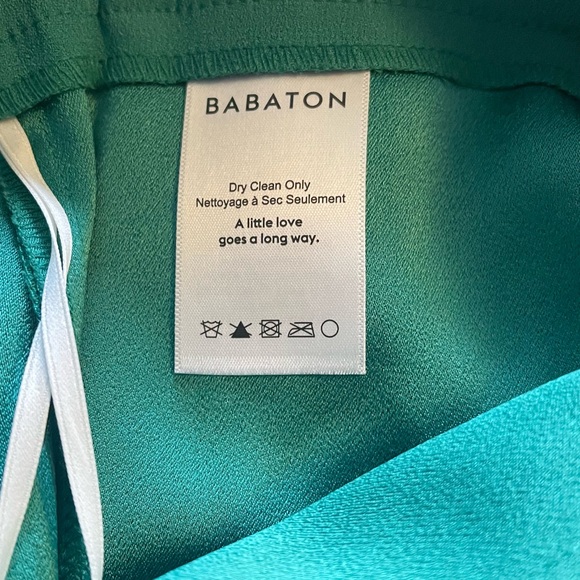 BABATON
Dry Clean Only
Nettoyage à Sec Seulement
A little love
goes a long way.